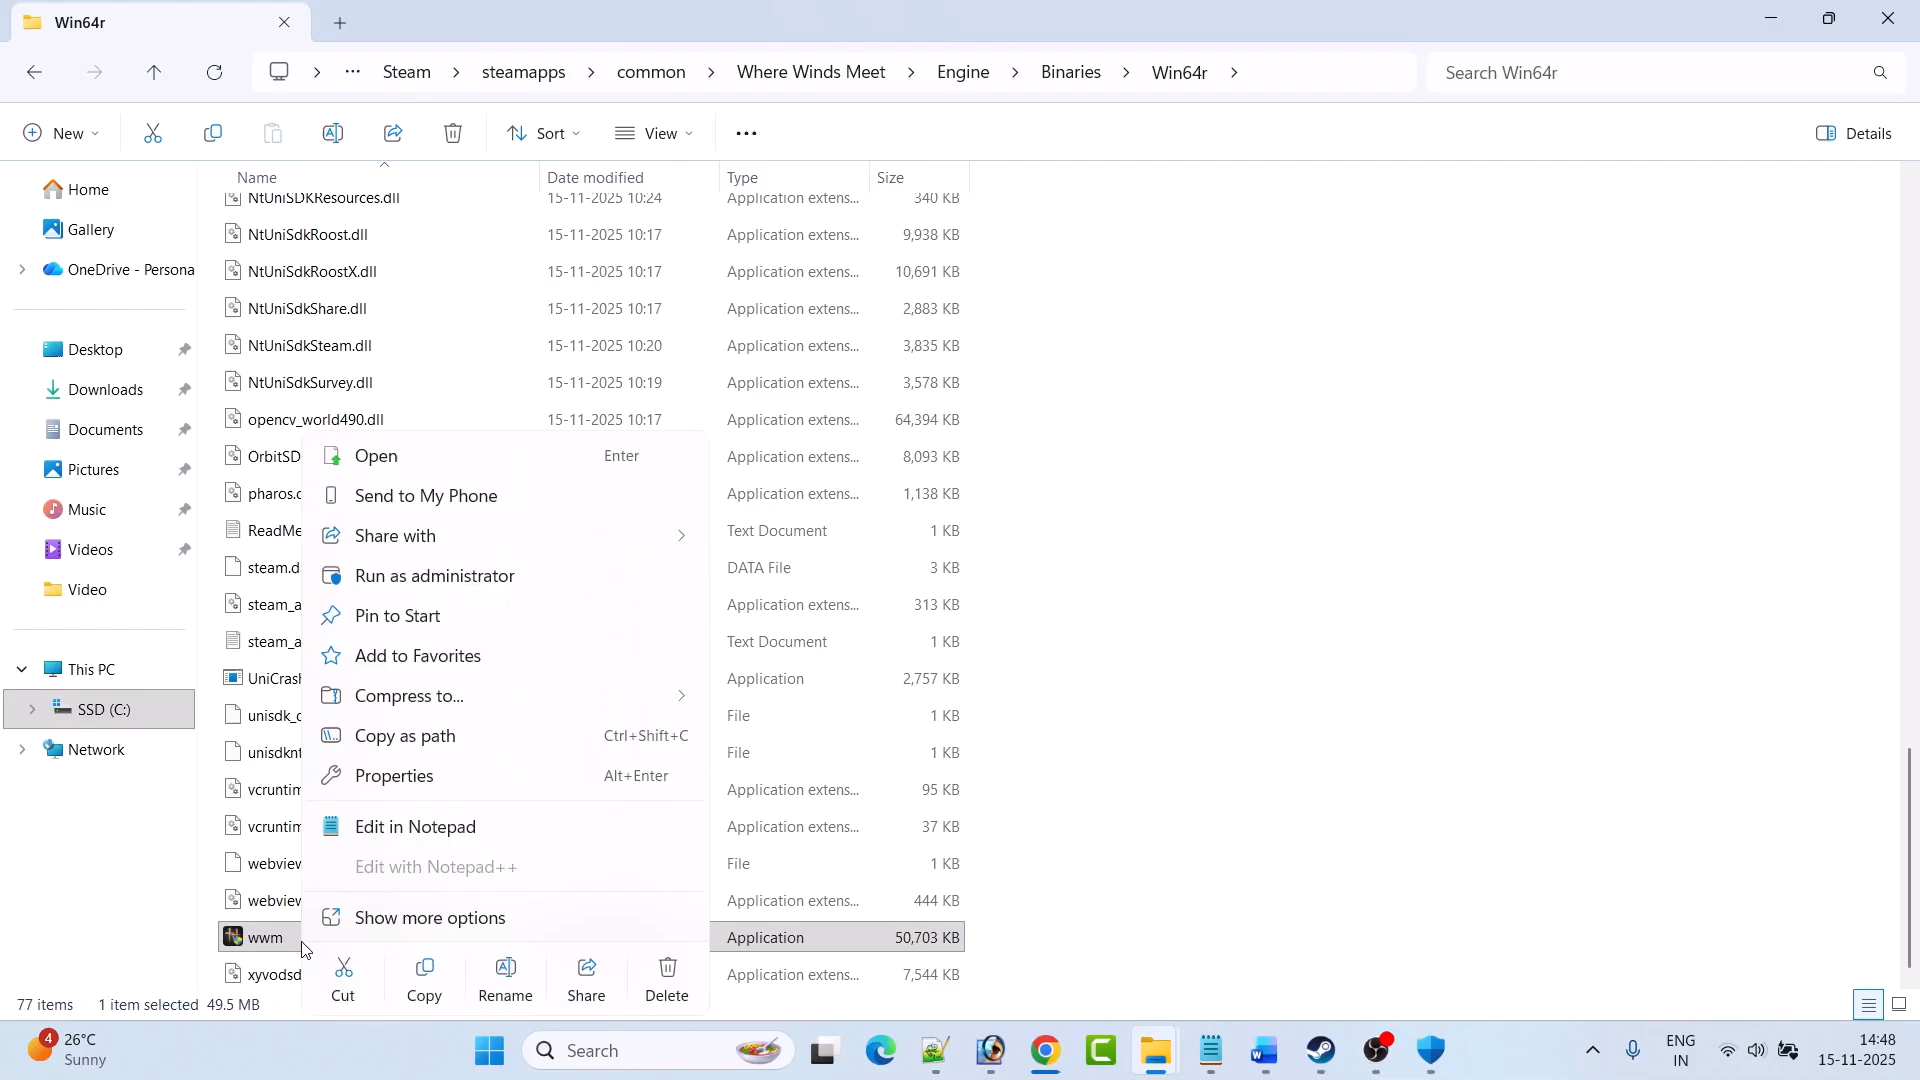 Win64r
Steam
steamapps
common
Where Winds Meet
Engine
Binaries
Win64r
Search Win64r
New
Sort
View
Details
Name
Date modified
Type
Size
NtUniSDKResources.dll 15-11-2025 10:24 Application extens... 340 KB
NtUniSdkRoost.dll 15-11-2025 10:17 Application extens... 9,938 KB
NtUniSdkRoostX.dll 15-11-2025 10:17 Application extens... 10,691 KB
NtUniSdkShare.dll 15-11-2025 10:17 Application extens... 2,883 KB
NtUniSdkSteam.dll 15-11-2025 10:20 Application extens... 3,835 KB
NtUniSdkSurvey.dll 15-11-2025 10:19 Application extens... 3,578 KB
opencv_world490.dll 15-11-2025 10:17 Application extens... 64,394 KB
OrbitSD Application extens... 8,093 KB
pharos.c Application extens... 1,138 KB
ReadMe Text Document 1 KB
steam.d DATA File 3 KB
steam_a Application extens... 313 KB
steam_a Text Document 1 KB
UniCrash Application 2,757 KB
unisdk_c File 1 KB
unisdknt File 1 KB
vcruntim Application extens... 95 KB
vcruntim Application extens... 37 KB
webview File 1 KB
webview Application extens... 444 KB
wwm Application 50,703 KB
xyvodsd Application extens... 7,544 KB
Home
Gallery
OneDrive - Persona
Desktop
Downloads
Documents
Pictures
Music
Videos
Video
This PC
SSD (C:)
Network
Open Enter
Send to My Phone
Share with
Run as administrator
Pin to Start
Add to Favorites
Compress to...
Copy as path Ctrl+Shift+C
Properties Alt+Enter
Edit in Notepad
Edit with Notepad++
Show more options
Cut
Copy
Rename
Share
Delete
77 items 1 item selected 49.5 MB
4
26°C
Sunny
Search
ENG
IN
14:48
15-11-2025